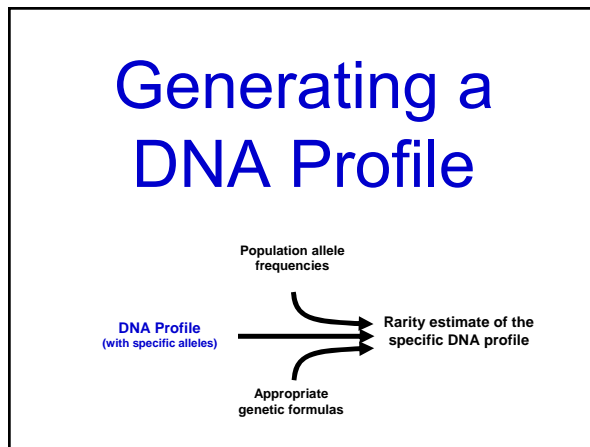 Generating a
DNA Profile
Population allele
frequencies
DNA Profile
(with specific alleles)
Rarity estimate of the
specific DNA profile
Appropriate
genetic formulas